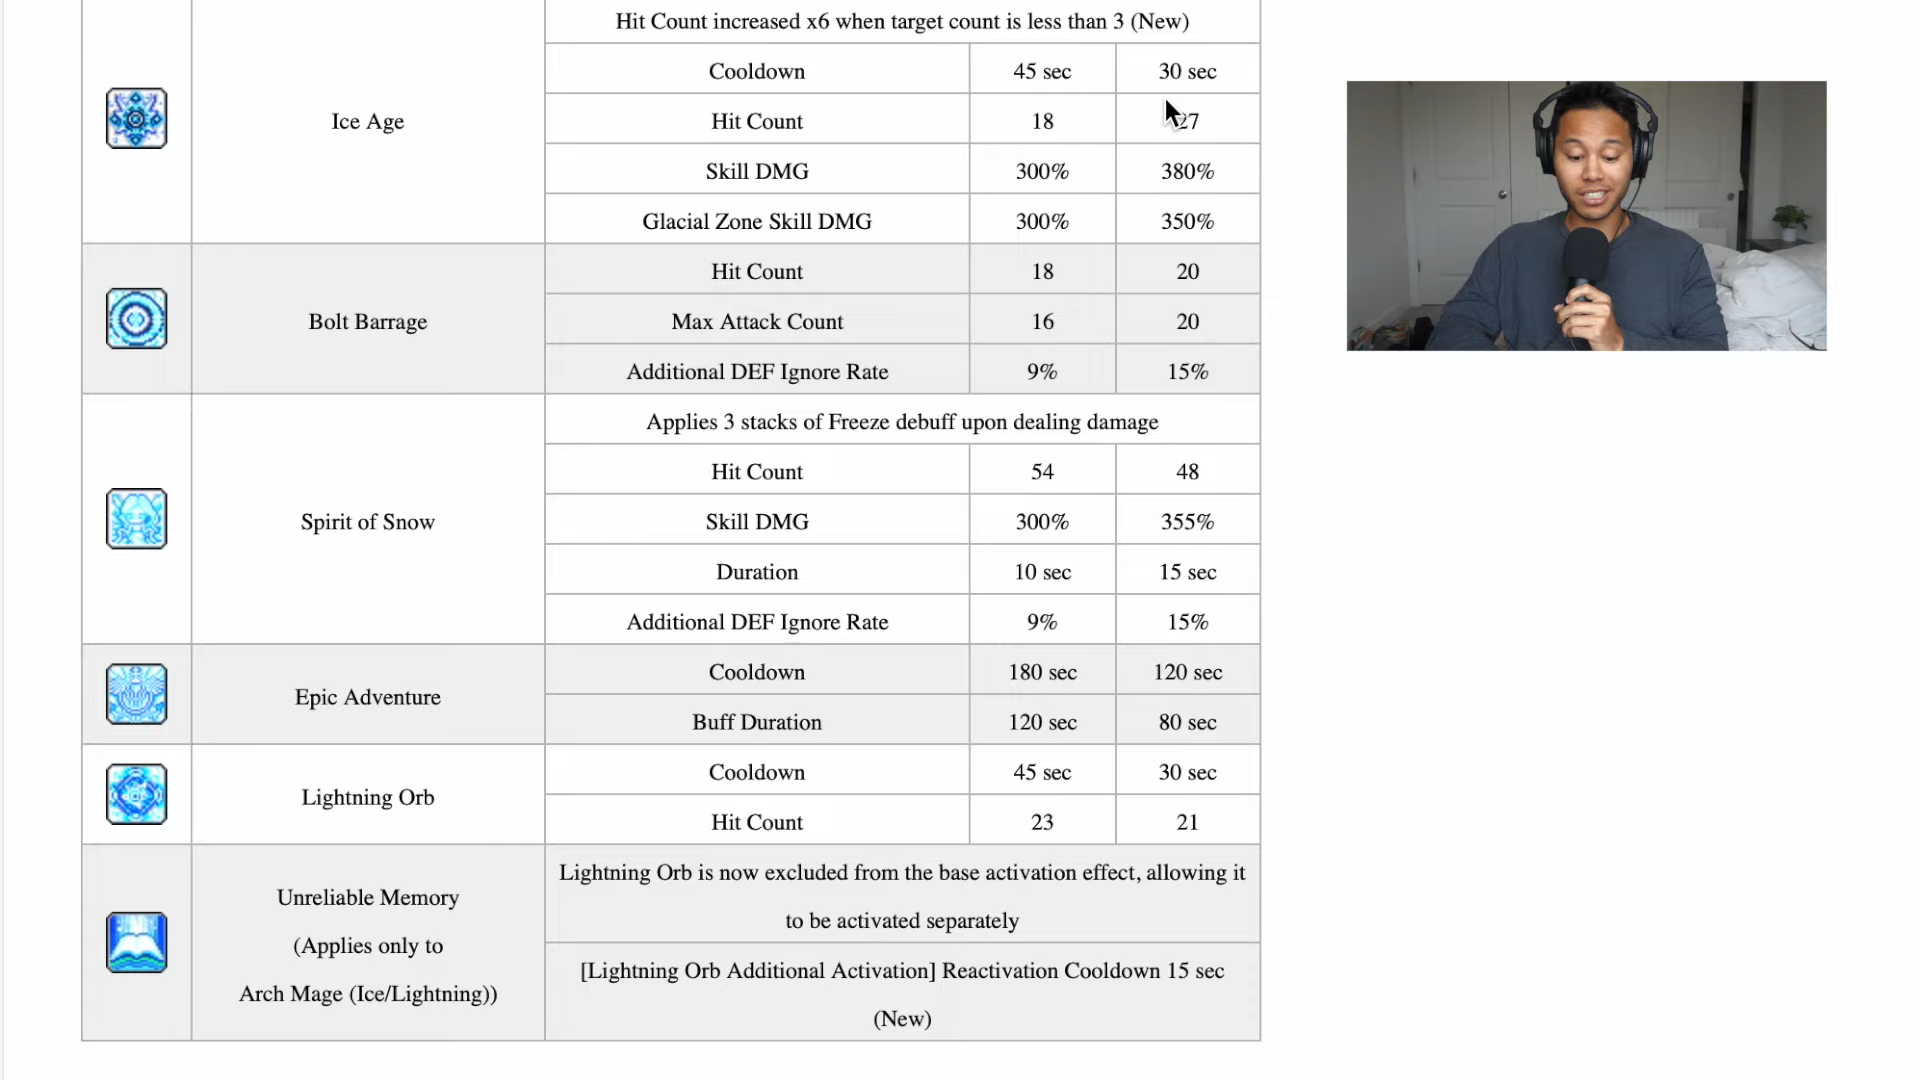 Hit Count increased x6 when target count is less than 3 (New)
Ice Age
Cooldown 45 sec 30 sec
Hit Count 18 27
Skill DMG 300% 380%
Glacial Zone Skill DMG 300% 350%
Bolt Barrage
Hit Count 18 20
Max Attack Count 16 20
Additional DEF Ignore Rate 9% 15%
Spirit of Snow
Applies 3 stacks of Freeze debuff upon dealing damage
Hit Count 54 48
Skill DMG 300% 355%
Duration 10 sec 15 sec
Additional DEF Ignore Rate 9% 15%
Epic Adventure
Cooldown 180 sec 120 sec
Buff Duration 120 sec 80 sec
Lightning Orb
Cooldown 45 sec 30 sec
Hit Count 23 21
Unreliable Memory
(Applies only to
Arch Mage (Ice/Lightning))
Lightning Orb is now excluded from the base activation effect, allowing it
to be activated separately
[Lightning Orb Additional Activation] Reactivation Cooldown 15 sec
(New)